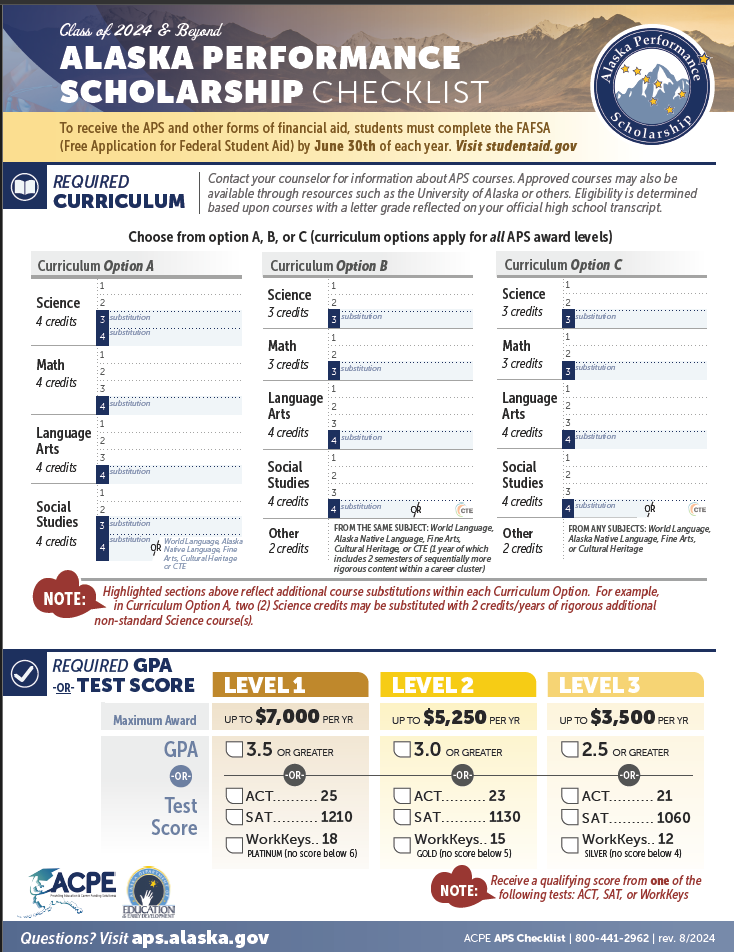 Class of 2024 & Beyond
ALASKA PERFORMANCE
SCHOLARSHIP CHECKLIST
Alaska Performance
Scholarship
To receive the APS and other forms of financial aid, students must complete the FAFSA
(Free Application for Federal Student Aid) by June 30th of each year. Visit studentaid.gov
REQUIRED
CURRICULUM
Contact your counselor for information about APS courses. Approved courses may also be
available through resources such as the University of Alaska or others. Eligibility is determined
based upon courses with a letter grade reflected on your official high school transcript.
Choose from option A, B, or C (curriculum options apply for all APS award levels)
Curriculum Option A
Science
4 credits
1
2
3 substitution
4 substitution
Math
4 credits
1
2
3
4 substitution
Language
Arts
4 credits
1
2
3
4 substitution
Social
Studies
4 credits
1
2
3 substitution
4 substitution OR World Language, Alaska
Native Language, Fine
Arts, Cultural Heritage
or CTE
Curriculum Option B
Science
3 credits
1
2
3 substitution
Math
3 credits
1
2
3 substitution
Language
Arts
4 credits
1
2
3
4 substitution
Social
Studies
4 credits
1
2
3
4 substitution OR CTE
Other
2 credits
FROM THE SAME SUBJECT: World Language,
Alaska Native Language, Fine Arts,
Cultural Heritage, or CTE (1 year of which
includes 2 semesters of sequentially more
rigorous content within a career cluster)
Curriculum Option C
Science
3 credits
1
2
3 substitution
Math
3 credits
1
2
3 substitution
Language
Arts
4 credits
1
2
3
4 substitution
Social
Studies
4 credits
1
2
3
4 substitution OR CTE
Other
2 credits
FROM ANY SUBJECTS: World Language,
Alaska Native Language, Fine Arts,
or Cultural Heritage
NOTE:
Highlighted sections above reflect additional course substitutions within each Curriculum Option. For example,
in Curriculum Option A, two (2) Science credits may be substituted with 2 credits/years of rigorous additional
non-standard Science course(s).
REQUIRED GPA
-OR- TEST SCORE
LEVEL 1
LEVEL 2
LEVEL 3
Maximum Award
UP TO $7,000 PER YR
UP TO $5,250 PER YR
UP TO $3,500 PER YR
GPA
3.5 OR GREATER
3.0 OR GREATER
2.5 OR GREATER
-OR-
-OR-
-OR-
-OR-
Test
Score
ACT.......... 25
SAT.......... 1210
WorkKeys.. 18
PLATINUM (no score below 6)
ACT.......... 23
SAT.......... 1130
WorkKeys.. 15
GOLD (no score below 5)
ACT.......... 21
SAT.......... 1060
WorkKeys.. 12
SILVER (no score below 4)
NOTE:
Receive a qualifying score from one of the
following tests: ACT, SAT, or WorkKeys
ACPE
EDUCATION
& EARLY DEVELOPMENT
Questions? Visit aps.alaska.gov
ACPE APS Checklist | 800-441-2962 | rev. 8/2024